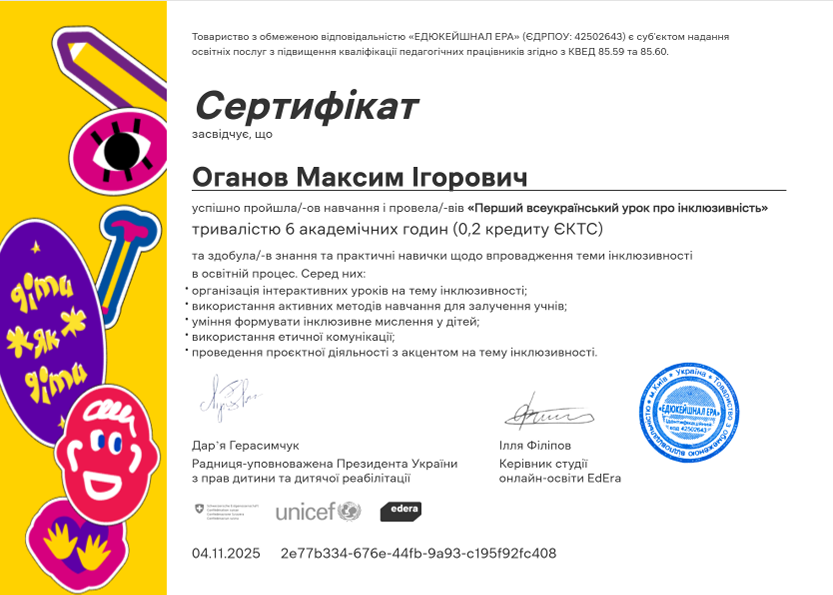 Товариство з обмеженою відповідальністю «ЕДЮКЕЙШНАЛ ЕРА» (ЄДРПОУ: 42502643) є суб'єктом надання
освітніх послуг з підвищення кваліфікації педагогічних працівників згідно з КВЕД 85.59 та 85.60.
Сертифікат
засвідчує, що
Оганов Максим Ігорович
успішно пройшла/-ов навчання і провела/-вів «Перший всеукраїнський урок про інклюзивність»
тривалістю 6 академічних годин (0,2 кредиту ЄКТС)
та здобула/-в знання та практичні навички щодо впровадження теми інклюзивності
в освітній процес. Серед них:
• організація інтерактивних уроків на тему інклюзивності;
• використання активних методів навчання для залучення учнів;
• уміння формувати інклюзивне мислення у дітей;
• використання етичної комунікації;
• проведення проєктної діяльності з акцентом на тему інклюзивності.
діти
як
діти
Дар`я Герасимчук
Радниця-уповноважена Президента України
з прав дитини та дитячої реабілітації
Ілля Філіпов
Керівник студії
онлайн-освіти EdEra
Україна * Товариство з обмеженою відповідальністю * м.Київ *
«ЕДЮКЕЙШНАЛ ЕРА»
Ідентифікаційний
код 42502643
unicef
edera
04.11.2025 2e77b334-676e-44fb-9a93-c195f92fc408